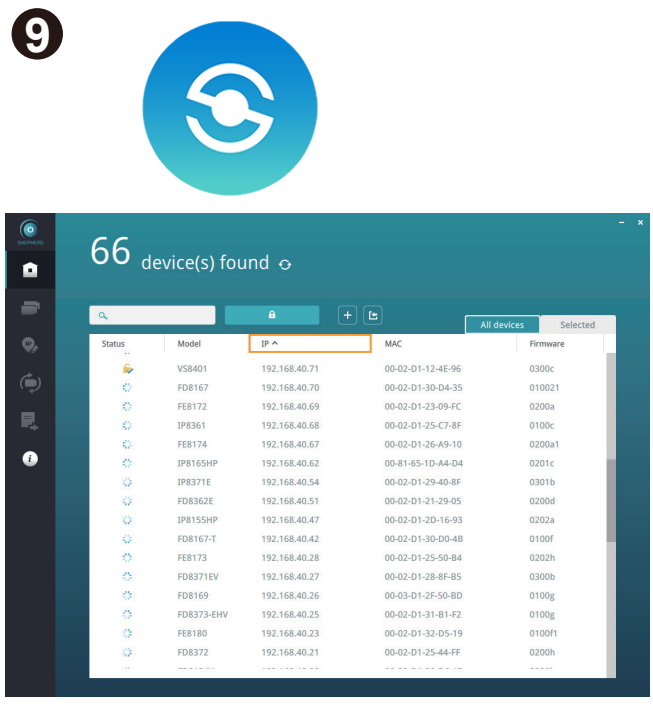 9
SHEPHERD
66 device(s) found
All devices Selected
Status Model IP MAC Firmware
VS8401 192.168.40.71 00-02-D1-12-4E-96 0300c
FD8167 192.168.40.70 00-02-D1-30-D4-35 010021
FE8172 192.168.40.69 00-02-D1-23-09-FC 0200a
IP8361 192.168.40.68 00-02-D1-25-C7-8F 0100c
FE8174 192.168.40.67 00-02-D1-26-A9-10 0200a1
IP8165HP 192.168.40.62 00-81-65-1D-A4-D4 0201c
IP8371E 192.168.40.54 00-02-D1-29-40-8F 0301b
FD8362E 192.168.40.51 00-02-D1-21-29-05 0200d
IP8155HP 192.168.40.47 00-02-D1-2D-16-93 0202a
FD8167-T 192.168.40.42 00-02-D1-30-D0-4B 0100f
FE8173 192.168.40.28 00-02-D1-25-50-B4 0202h
FD8371EV 192.168.40.27 00-02-D1-28-8F-B5 0300b
FD8169 192.168.40.26 00-03-D1-2F-50-BD 0100g
FD8373-EHV 192.168.40.25 00-02-D1-31-B1-F2 0100g
FE8180 192.168.40.23 00-02-D1-32-D5-19 0100f1
FD8372 192.168.40.21 00-02-D1-25-44-FF 0200h